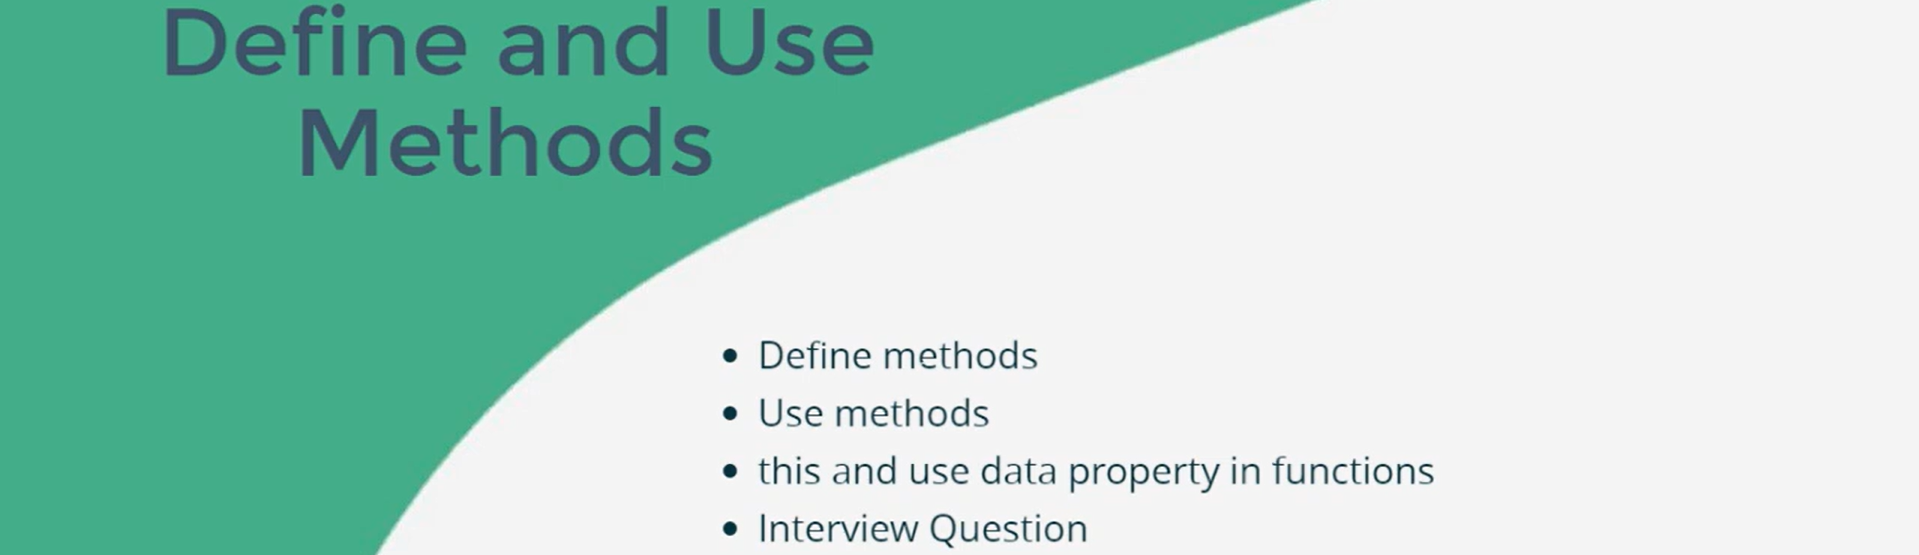 Define and Use
Methods
• Define methods
• Use methods
• this and use data property in functions
• Interview Question